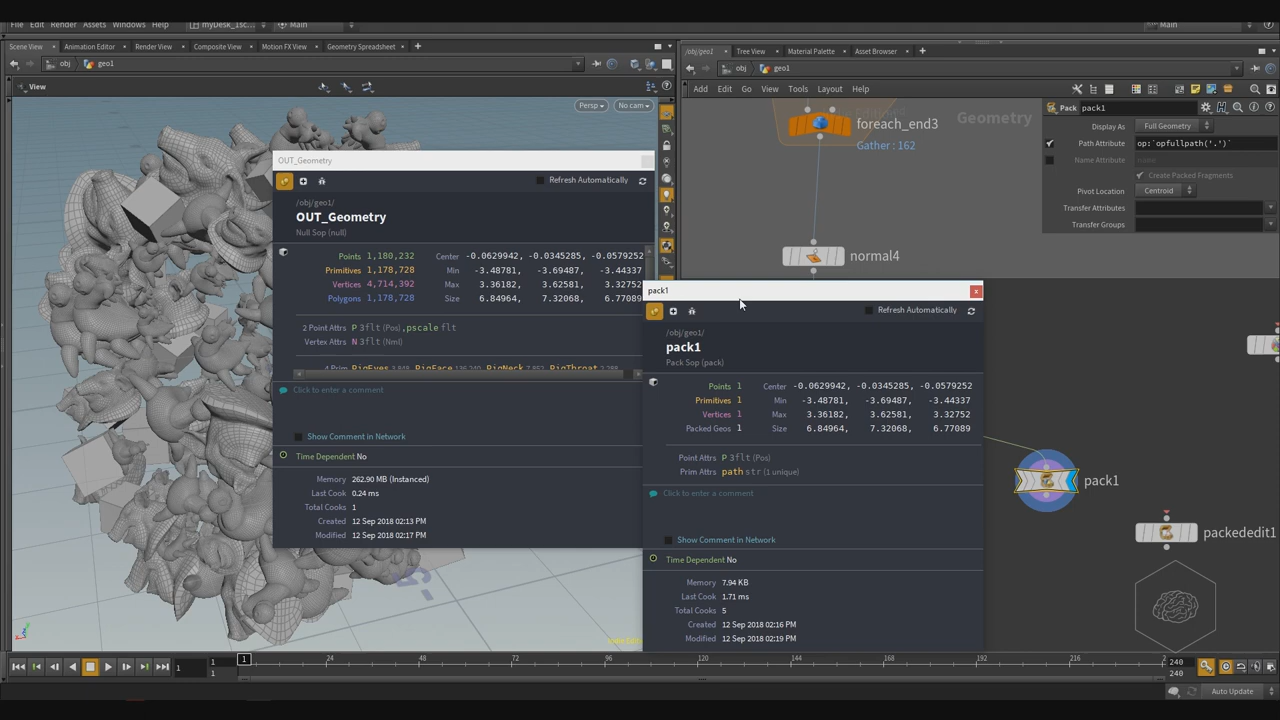 File Edit Render Assets Windows Help myDesk_1sc... Main Main
Scene View Animation Editor Render View Composite View Motion FX View Geometry Spreadsheet
/obj/geo1 Tree View Material Palette Asset Browser
obj geo1
obj geo1
View
Add Edit Go View Tools Layout Help
Persp No cam
foreach_end3
Gather : 162
Geometry
normal4
Pack pack1
Display As Full Geometry
Path Attribute op:`opfullpath('.')`
Name Attribute name
Create Packed Fragments
Pivot Location Centroid
Transfer Attributes
Transfer Groups
OUT_Geometry
Refresh Automatically
/obj/geo1/
OUT_Geometry
Null Sop (null)
Points 1,180,232 Center -0.0629942, -0.0345285, -0.0579252
Primitives 1,178,728 Min -3.48781, -3.69487, -3.44337
Vertices 4,714,392 Max 3.36182, 3.62581, 3.32752
Polygons 1,178,728 Size 6.84964, 7.32068, 6.77089
2 Point Attrs P 3flt (Pos),pscale flt
Vertex Attrs N 3flt (Nml)
Click to enter a comment
Show Comment in Network
Time Dependent No
Memory 262.90 MB (Instanced)
Last Cook 0.24 ms
Total Cooks 1
Created 12 Sep 2018 02:13 PM
Modified 12 Sep 2018 02:17 PM
pack1
Refresh Automatically
/obj/geo1/
pack1
Pack Sop (pack)
Points 1 Center -0.0629942, -0.0345285, -0.0579252
Primitives 1 Min -3.48781, -3.69487, -3.44337
Vertices 1 Max 3.36182, 3.62581, 3.32752
Packed Geos 1 Size 6.84964, 7.32068, 6.77089
Point Attrs P 3flt (Pos)
Prim Attrs path str (1 unique)
Click to enter a comment
Show Comment in Network
Time Dependent No
Memory 7.94 KB
Last Cook 1.71 ms
Total Cooks 5
Created 12 Sep 2018 02:16 PM
Modified 12 Sep 2018 02:19 PM
pack1
packededit1
1 1 1 24 48 72 96 120 144 168 192 216 240
1 240
Auto Update